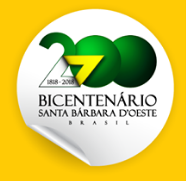 200
1818 - 2018
BICENTENÁRIO
SANTA BÁRBARA D'OESTE
BRASIL